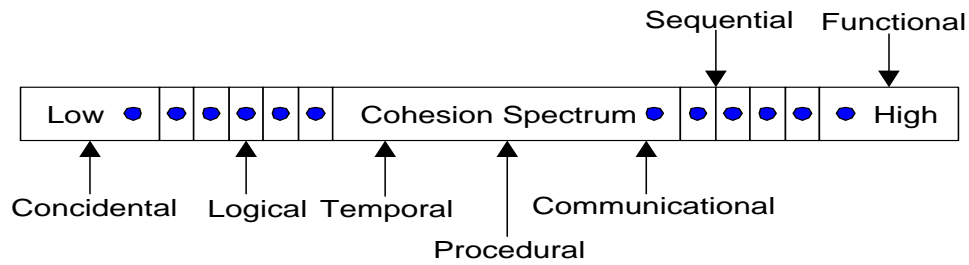 Sequential Functional
Low Cohesion Spectrum High
Concidental Logical Temporal Communicational
Procedural